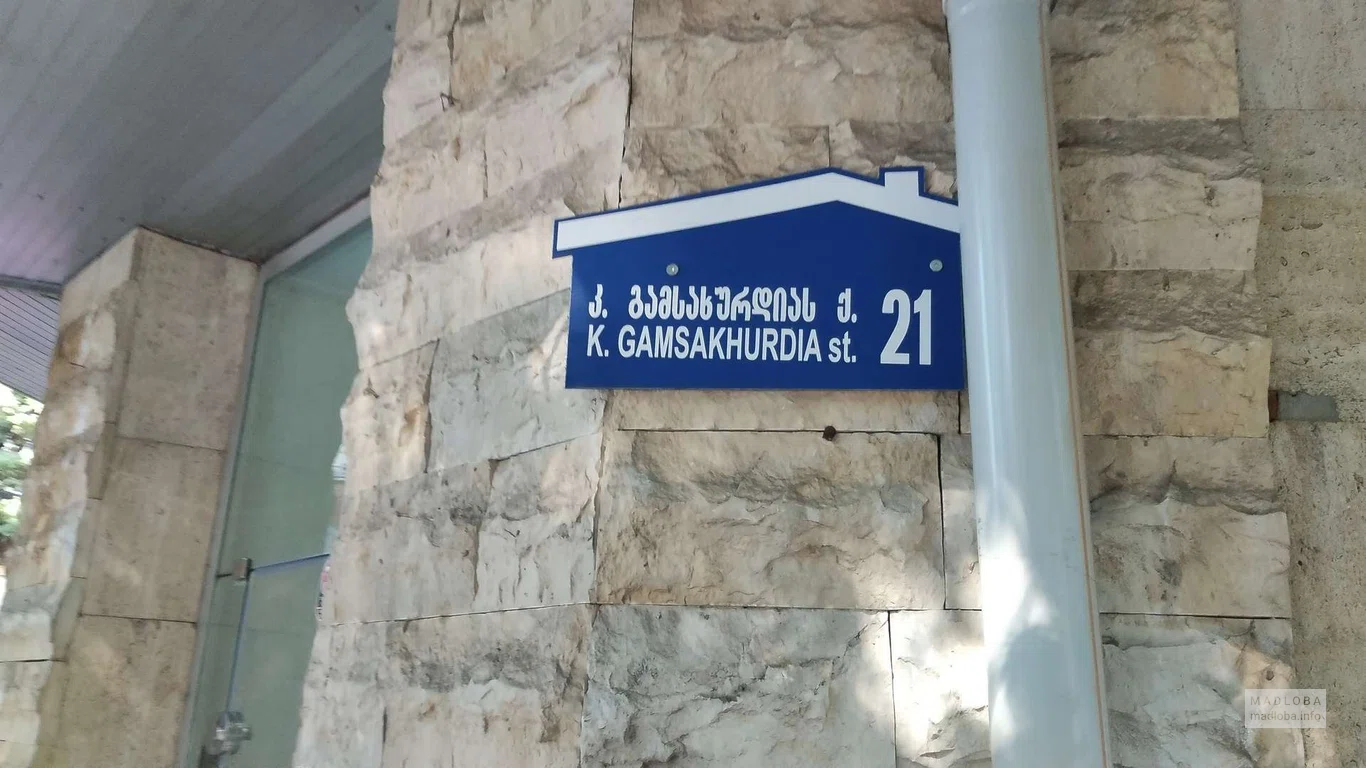 კ. გამსახურდიას ქ.
K. GAMSAKHURDIA st.
21
MADLOBA
madloba.info